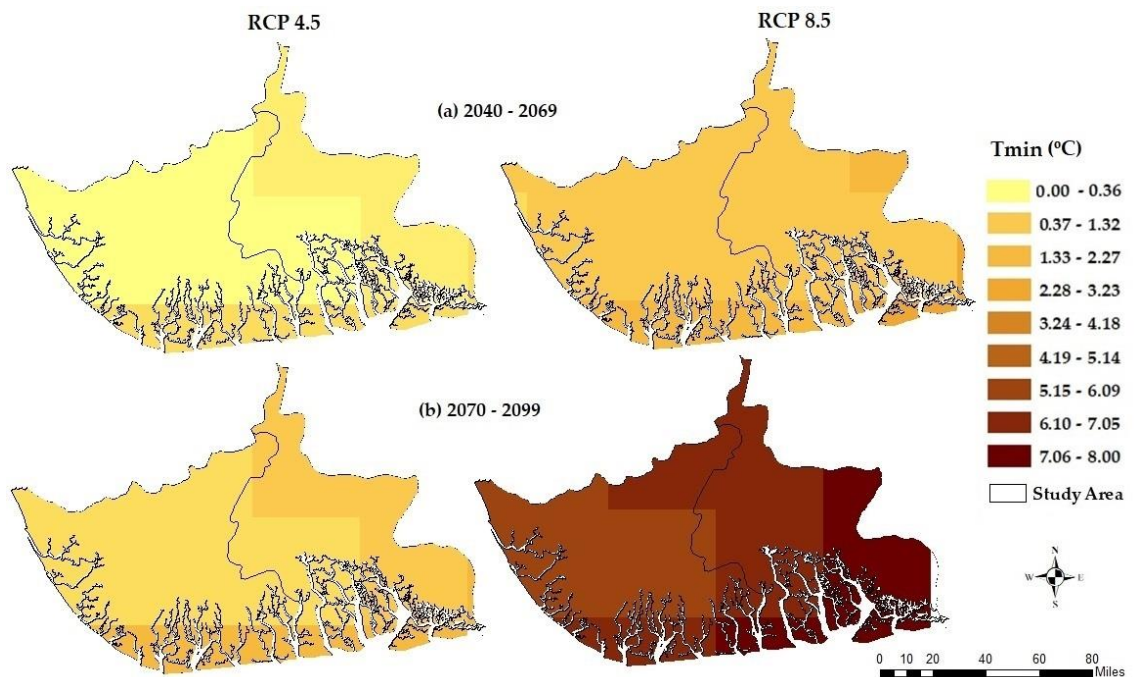 RCP 4.5
RCP 8.5
(a) 2040 - 2069
Tmin (°C)
0.00 - 0.36
0.37 - 1.32
1.33 - 2.27
2.28 - 3.23
3.24 - 4.18
4.19 - 5.14
5.15 - 6.09
6.10 - 7.05
7.06 - 8.00
Study Area
(b) 2070 - 2099
N
W E
S
0 10 20 40 60 80
Miles